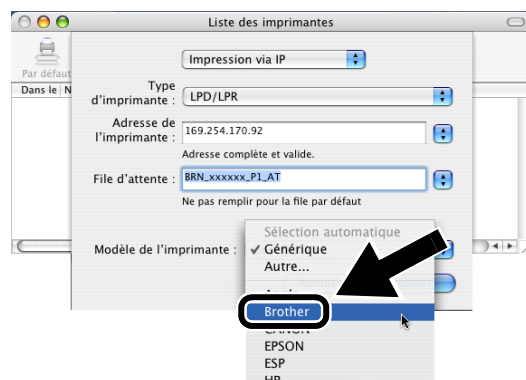 Liste des imprimantes
Par défaut
Dans le N
Impression via IP
Type d'imprimante :
LPD/LPR
Adresse de l'imprimante :
169.254.170.92
Adresse complète et valide.
File d'attente :
BRN_xxxxxx_P1_AT
Ne pas remplir pour la file par défaut
Modèle de l'imprimante :
Sélection automatique
✓ Générique
Autre...
Brother
CANON
EPSON
ESP
HP